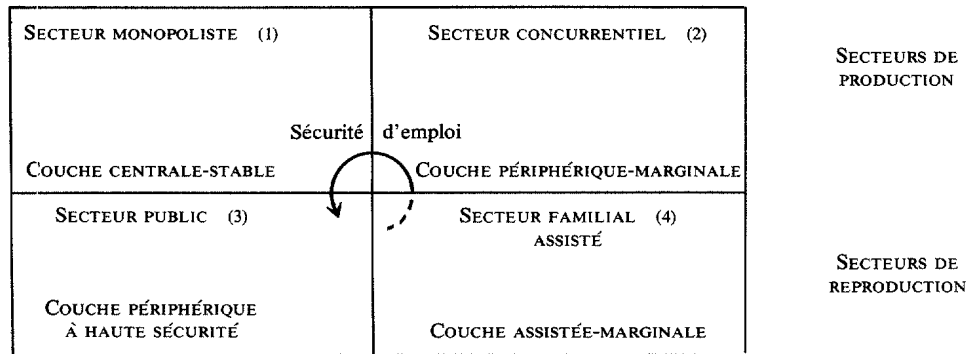 SECTEUR MONOPOLISTE (1)
SECTEUR CONCURRENTIEL (2)
SECTEURS DE
PRODUCTION
Sécurité d'emploi
COUCHE CENTRALE-STABLE
COUCHE PÉRIPHÉRIQUE-MARGINALE
SECTEUR PUBLIC (3)
SECTEUR FAMILIAL (4)
ASSISTÉ
SECTEURS DE
REPRODUCTION
COUCHE PÉRIPHÉRIQUE
À HAUTE SÉCURITÉ
COUCHE ASSISTÉE-MARGINALE